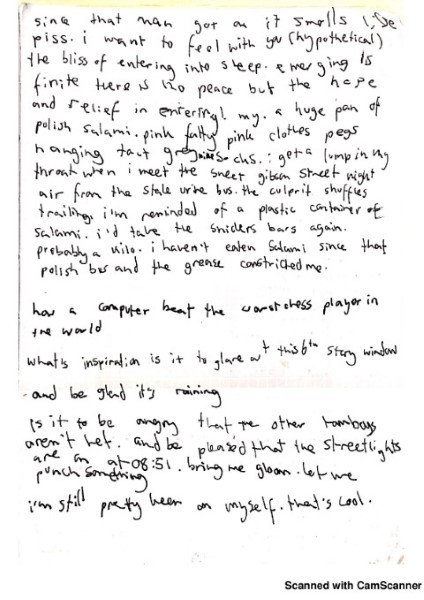 since that man got on it smells like
piss. i want to feel with you (hypothetical)
the bliss of entering into sleep. emerging is
finite there is no peace but the hope
and relief in entering! my. a huge pan of
polish salami. pink fatty pink clothes pegs
hanging taut chs. i get a lump in my
throat when i meet the sweet gibson street night
air from the stale urine bus. the culprit shuffles
trailing, i'm reminded of a plastic container of
salami. i'd take the sniders bars again.
probably a kilo. i haven't eaten salami since that
polish bus and the grease constricted me.
has a computer beat the worst chess player in
the world
what's inspiration is it to glare at this 6th story window
and be glad it's raining
is it to be angry that the other
aren't het. and be pleased that the streetlights
are on at 08:51. bring me gloom. let me
punch something
i'm still pretty keen on myself. that's cool.
Scanned with CamScanner